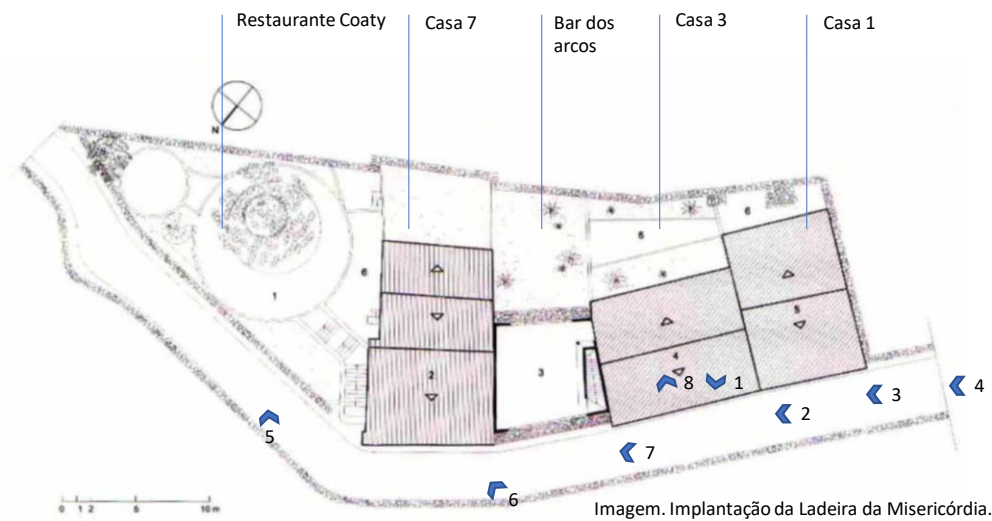 Restaurante Coaty
Casa 7
Bar dos
arcos
Casa 3
Casa 1
N
6
6
6
1
5
3
4
2
8
1
4
3
2
7
5
6
0 1 2 5 10 m
Imagem. Implantação da Ladeira da Misericórdia.